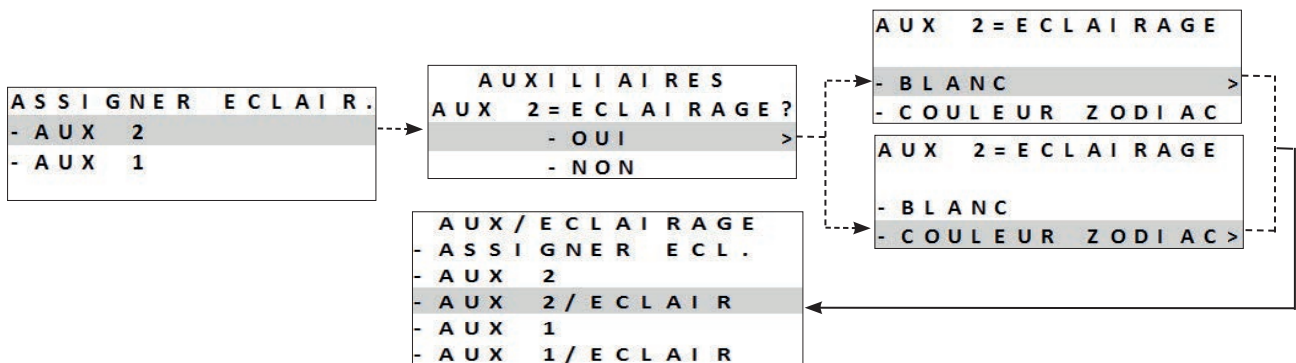 ASSIGNER ECLAIR.
- AUX 2
- AUX 1
AUXILIAIRES
AUX 2=ECLAIRAGE?
- OUI >
- NON
AUX 2=ECLAIRAGE
- BLANC >
- COULEUR ZODIAC
AUX 2=ECLAIRAGE
- BLANC
- COULEUR ZODIAC>
AUX/ECLAIRAGE
- ASSIGNER ECL.
- AUX 2
- AUX 2/ECLAIR
- AUX 1
- AUX 1/ECLAIR